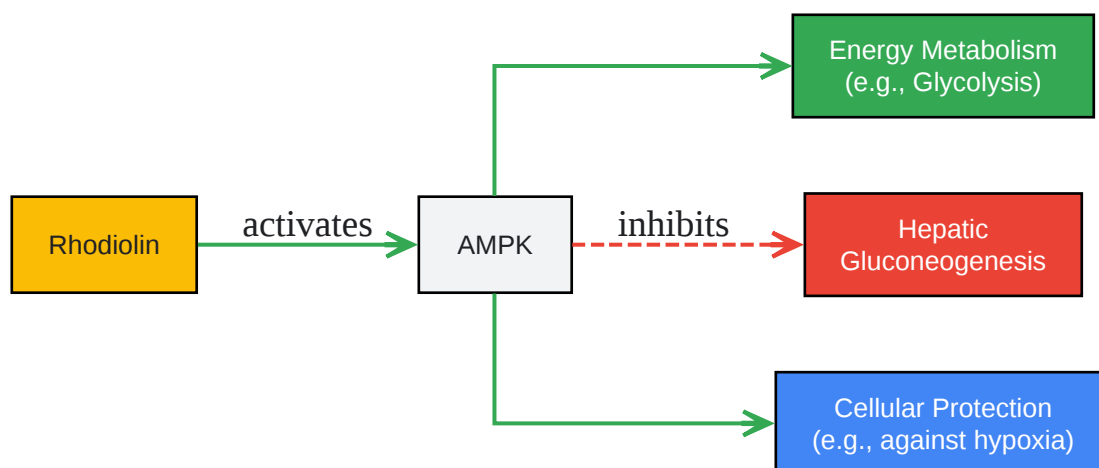 Energy Metabolism
(e.g., Glycolysis)
Rhodiolin
activates
AMPK
inhibits
Hepatic
Gluconeogenesis
Cellular Protection
(e.g., against hypoxia)